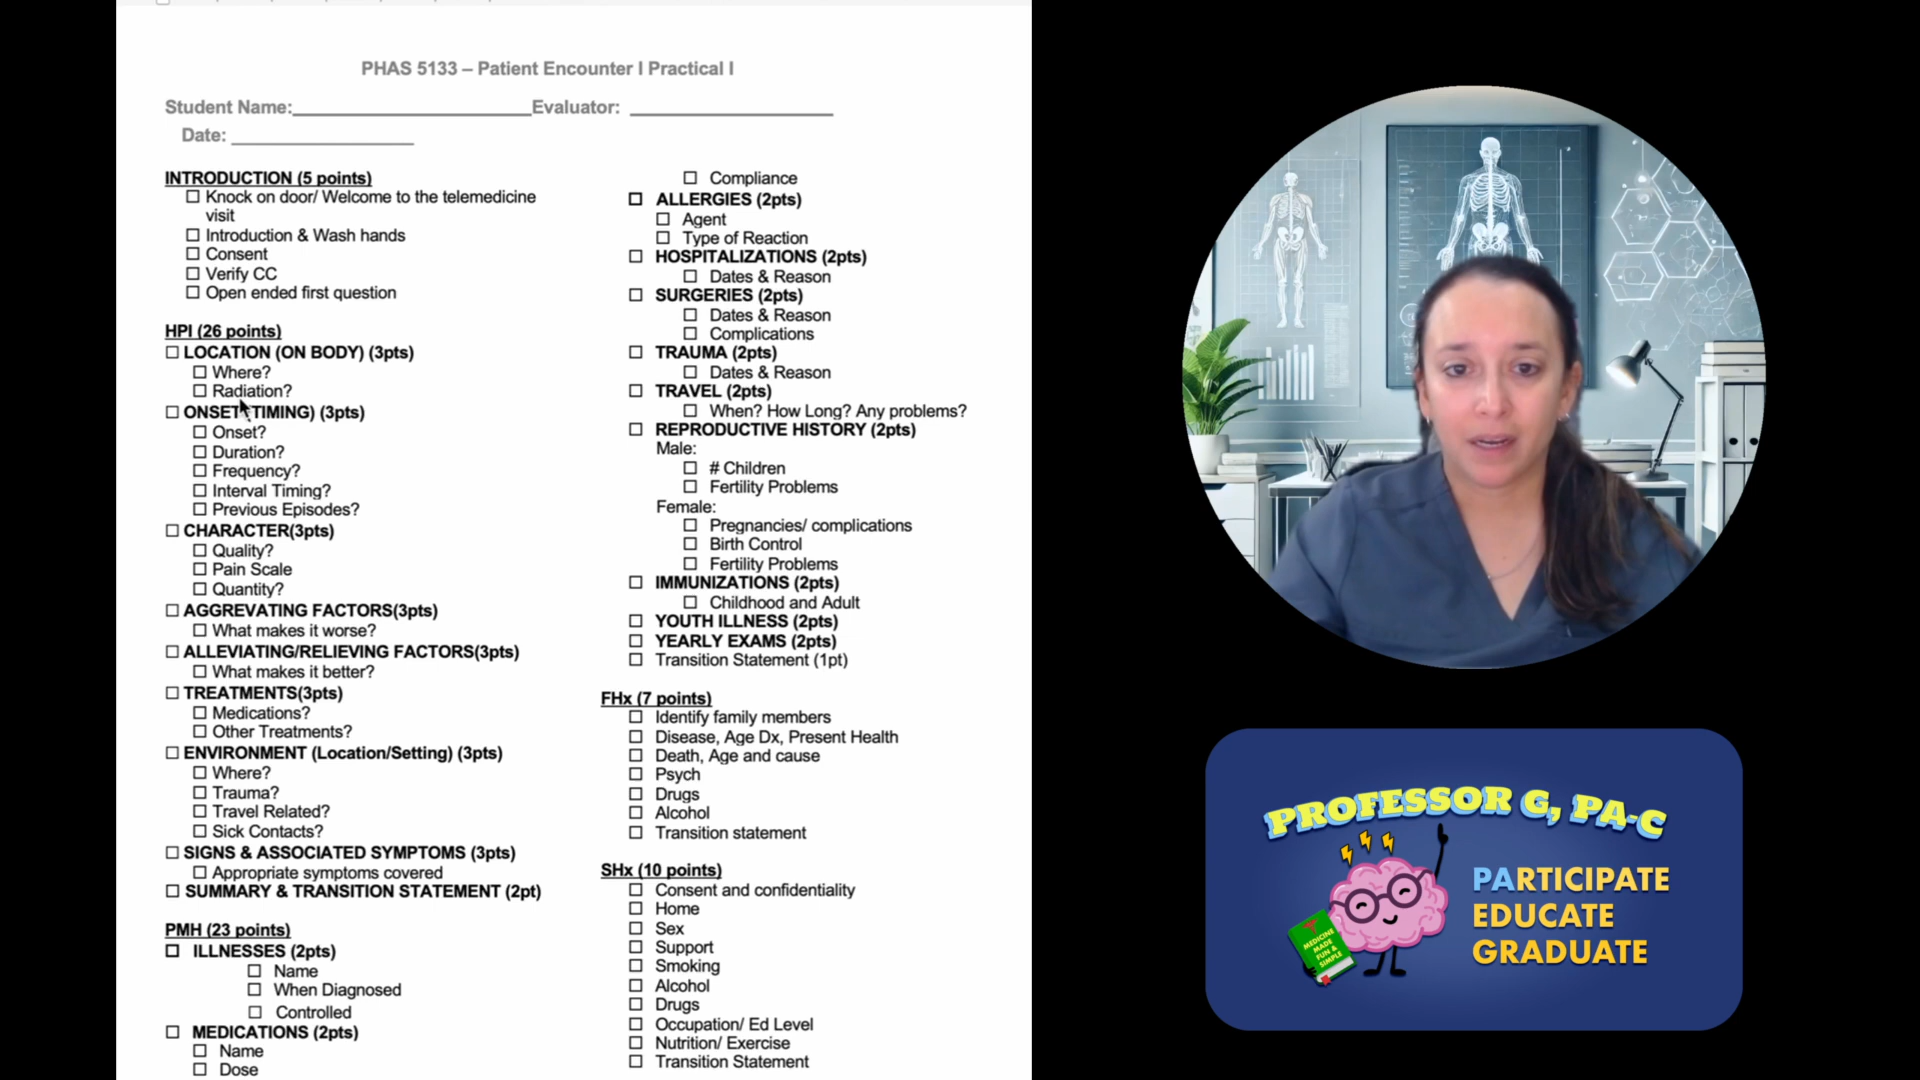 PHAS 5133 – Patient Encounter I Practical I
Student Name:
Evaluator:
Date:
INTRODUCTION (5 points)
Knock on door/ Welcome to the telemedicine
visit
Introduction & Wash hands
Consent
Verify CC
Open ended first question
HPI (26 points)
LOCATION (ON BODY) (3pts)
Where?
Radiation?
ONSET (TIMING) (3pts)
Onset?
Duration?
Frequency?
Interval Timing?
Previous Episodes?
CHARACTER(3pts)
Quality?
Pain Scale
Quantity?
AGGREVATING FACTORS(3pts)
What makes it worse?
ALLEVIATING/RELIEVING FACTORS(3pts)
What makes it better?
TREATMENTS(3pts)
Medications?
Other Treatments?
ENVIRONMENT (Location/Setting) (3pts)
Where?
Trauma?
Travel Related?
Sick Contacts?
SIGNS & ASSOCIATED SYMPTOMS (3pts)
Appropriate symptoms covered
SUMMARY & TRANSITION STATEMENT (2pt)
PMH (23 points)
ILLNESSES (2pts)
Name
When Diagnosed
Controlled
MEDICATIONS (2pts)
Name
Dose
Compliance
ALLERGIES (2pts)
Agent
Type of Reaction
HOSPITALIZATIONS (2pts)
Dates & Reason
SURGERIES (2pts)
Dates & Reason
Complications
TRAUMA (2pts)
Dates & Reason
TRAVEL (2pts)
When? How Long? Any problems?
REPRODUCTIVE HISTORY (2pts)
Male:
# Children
Fertility Problems
Female:
Pregnancies/ complications
Birth Control
Fertility Problems
IMMUNIZATIONS (2pts)
Childhood and Adult
YOUTH ILLNESS (2pts)
YEARLY EXAMS (2pts)
Transition Statement (1pt)
FHx (7 points)
Identify family members
Disease, Age Dx, Present Health
Death, Age and cause
Psych
Drugs
Alcohol
Transition statement
SHx (10 points)
Consent and confidentiality
Home
Sex
Support
Smoking
Alcohol
Drugs
Occupation/ Ed Level
Nutrition/ Exercise
Transition Statement
PROFESSOR G, PA-C
PARTICIPATE
EDUCATE
GRADUATE
MEDICINE
MADE
FUN &
SIMPLE